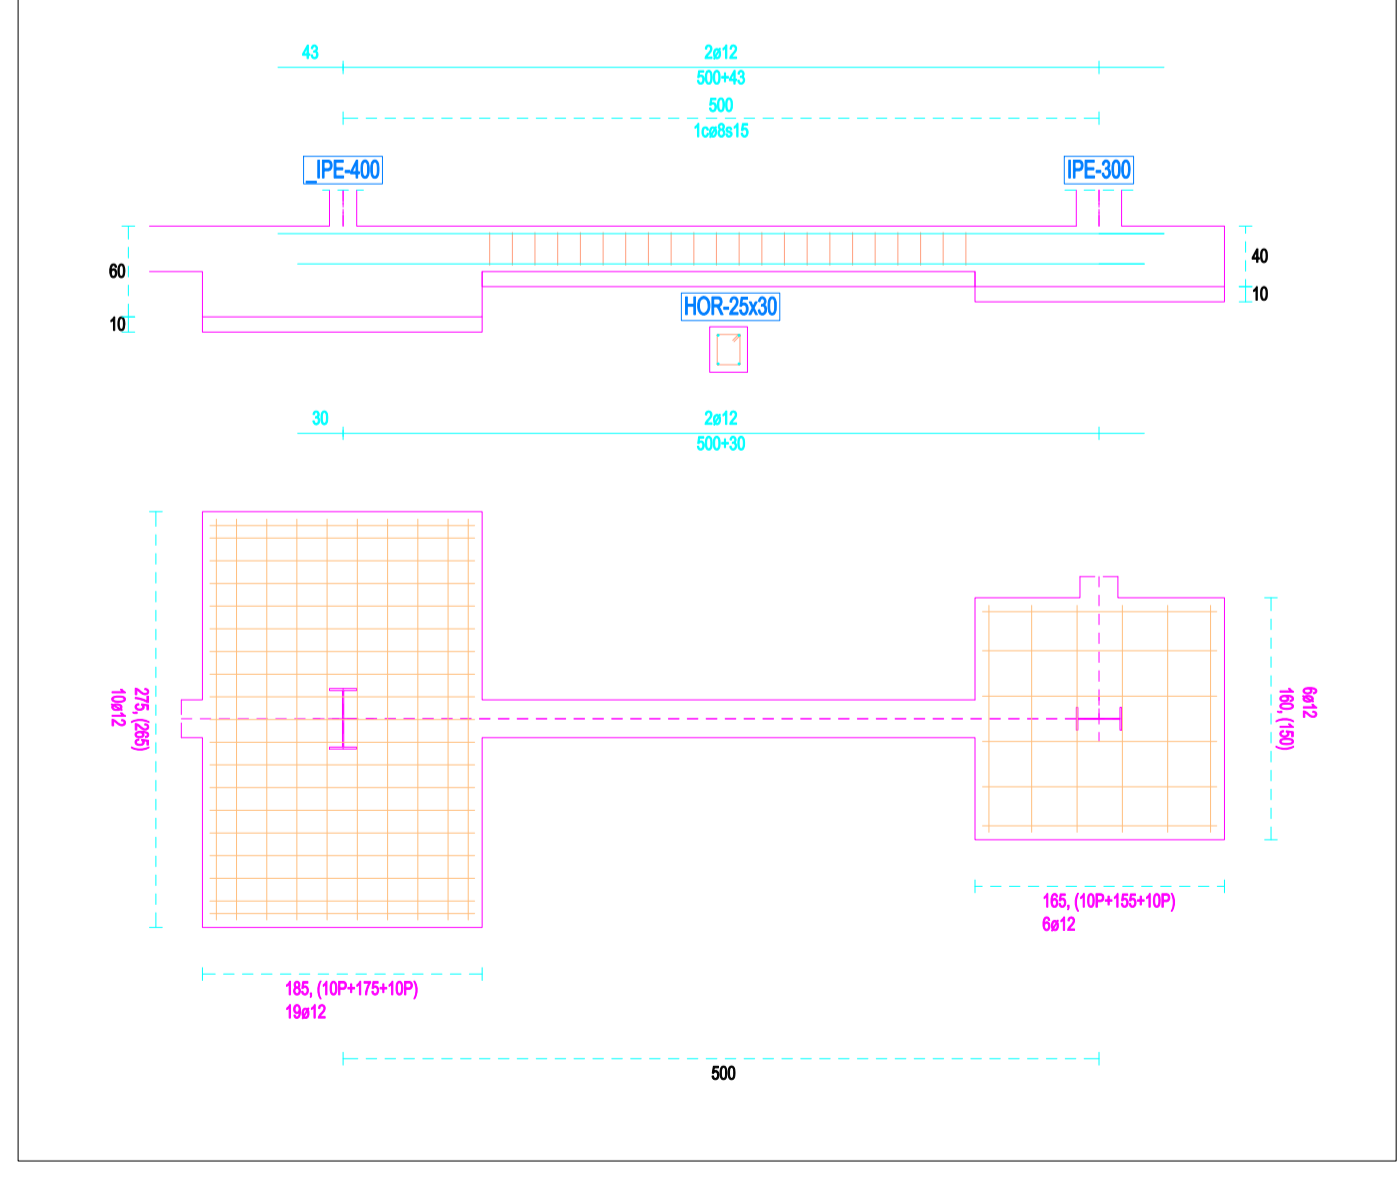 43
2ø12
500+43
500
1cø8s15
_IPE-400
IPE-300
60
10
40
10
HOR-25x30
30
2ø12
500+30
275, (265)
10ø12
6ø12
160, (150)
165, (10P+155+10P)
6ø12
185, (10P+175+10P)
19ø12
500